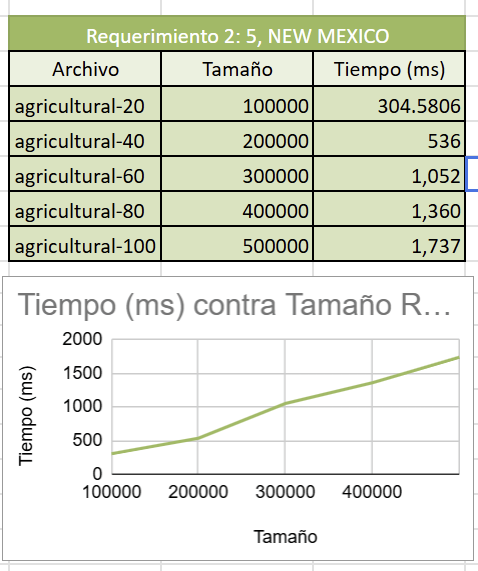 Requerimiento 2: 5, NEW MEXICO
Archivo Tamaño Tiempo (ms)
agricultural-20 100000 304.5806
agricultural-40 200000 536
agricultural-60 300000 1,052
agricultural-80 400000 1,360
agricultural-100 500000 1,737
Tiempo (ms) contra Tamaño R...
Tiempo (ms)
2000
1500
1000
500
0
100000 200000 300000 400000
Tamaño